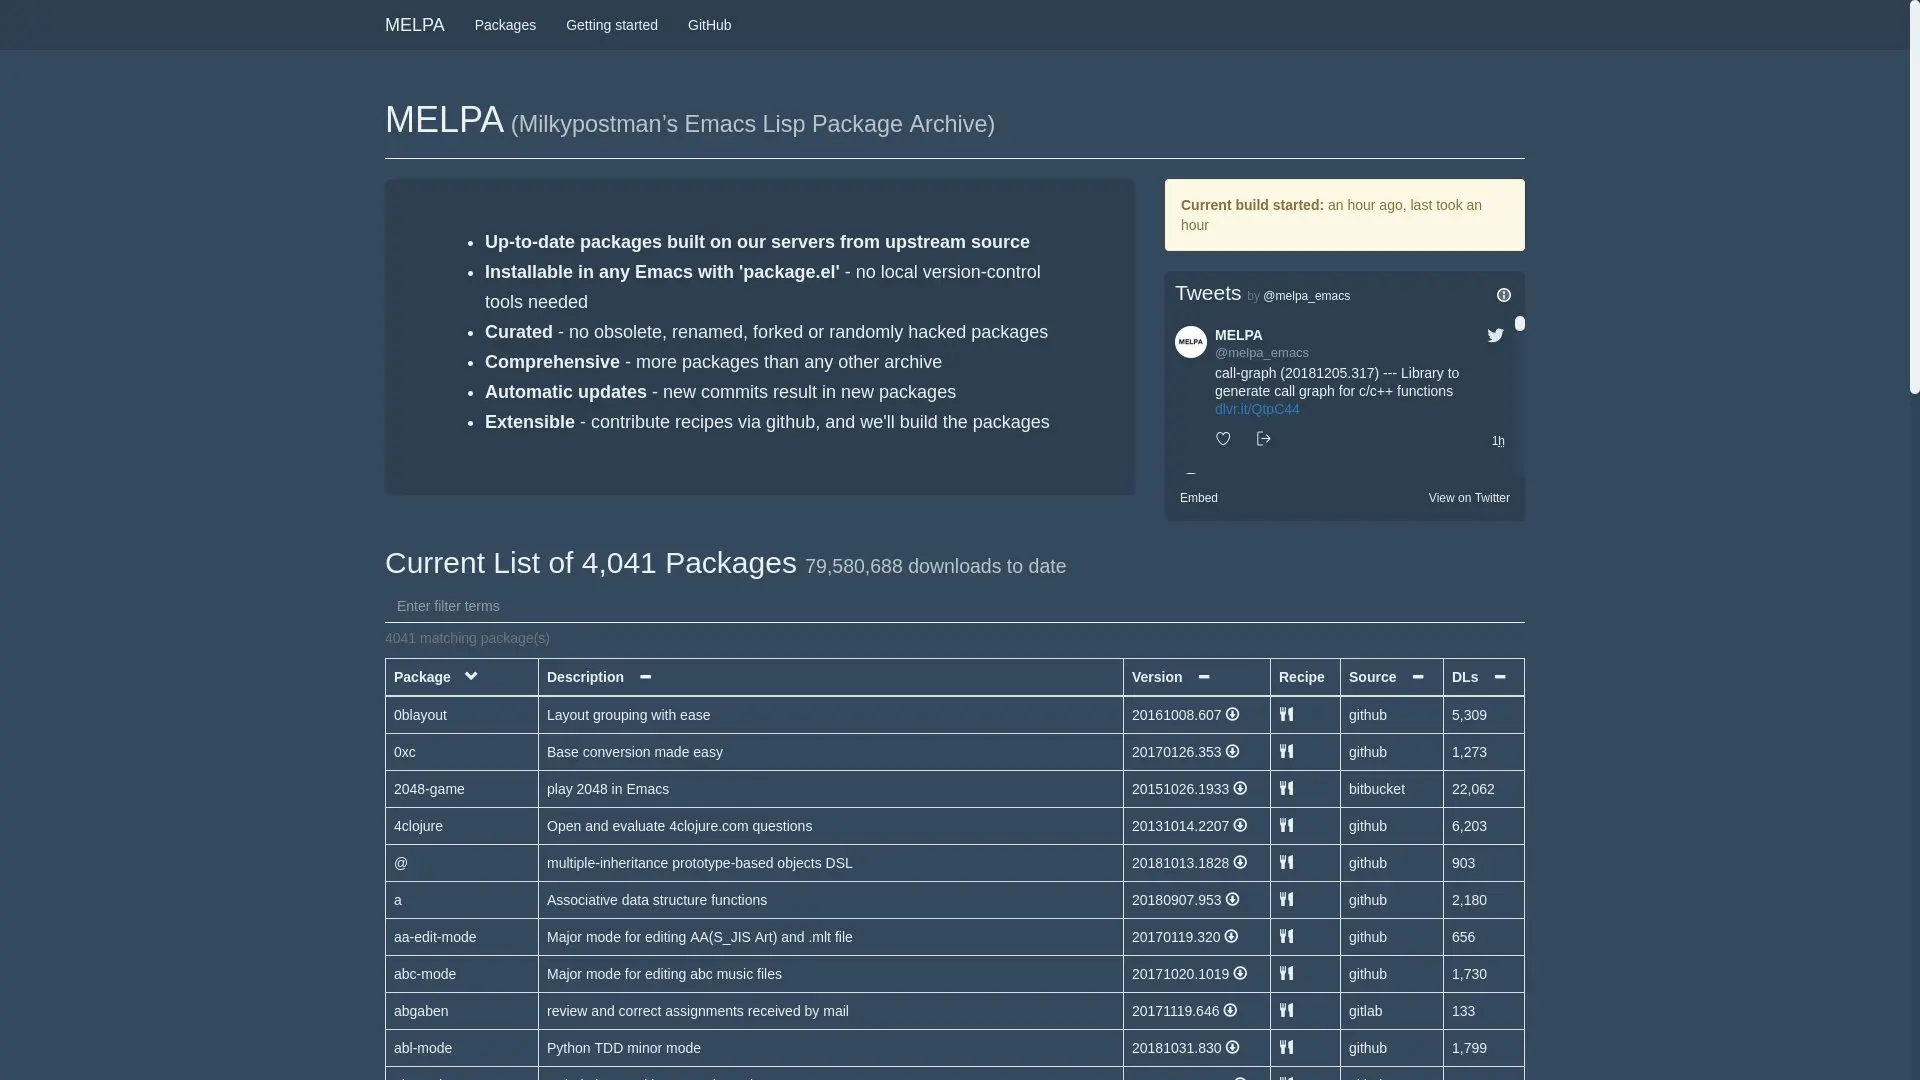 MELPA Packages Getting started GitHub
MELPA (Milkypostman’s Emacs Lisp Package Archive)
• Up-to-date packages built on our servers from upstream source
• Installable in any Emacs with 'package.el' - no local version-control
tools needed
• Curated - no obsolete, renamed, forked or randomly hacked packages
• Comprehensive - more packages than any other archive
• Automatic updates - new commits result in new packages
• Extensible - contribute recipes via github, and we'll build the packages
Current build started: an hour ago, last took an
hour
Tweets by @melpa_emacs
MELPA
MELPA
@melpa_emacs
call-graph (20181205.317) --- Library to
generate call graph for c/c++ functions
dlvr.it/QtpC44
1h
Embed View on Twitter
Current List of 4,041 Packages 79,580,688 downloads to date
Enter filter terms
4041 matching package(s)
Package Description Version Recipe Source DLs
0blayout Layout grouping with ease 20161008.607 github 5,309
0xc Base conversion made easy 20170126.353 github 1,273
2048-game play 2048 in Emacs 20151026.1933 bitbucket 22,062
4clojure Open and evaluate 4clojure.com questions 20131014.2207 github 6,203
@ multiple-inheritance prototype-based objects DSL 20181013.1828 github 903
a Associative data structure functions 20180907.953 github 2,180
aa-edit-mode Major mode for editing AA(S_JIS Art) and .mlt file 20170119.320 github 656
abc-mode Major mode for editing abc music files 20171020.1019 github 1,730
abgaben review and correct assignments received by mail 20171119.646 gitlab 133
abl-mode Python TDD minor mode 20181031.830 github 1,799